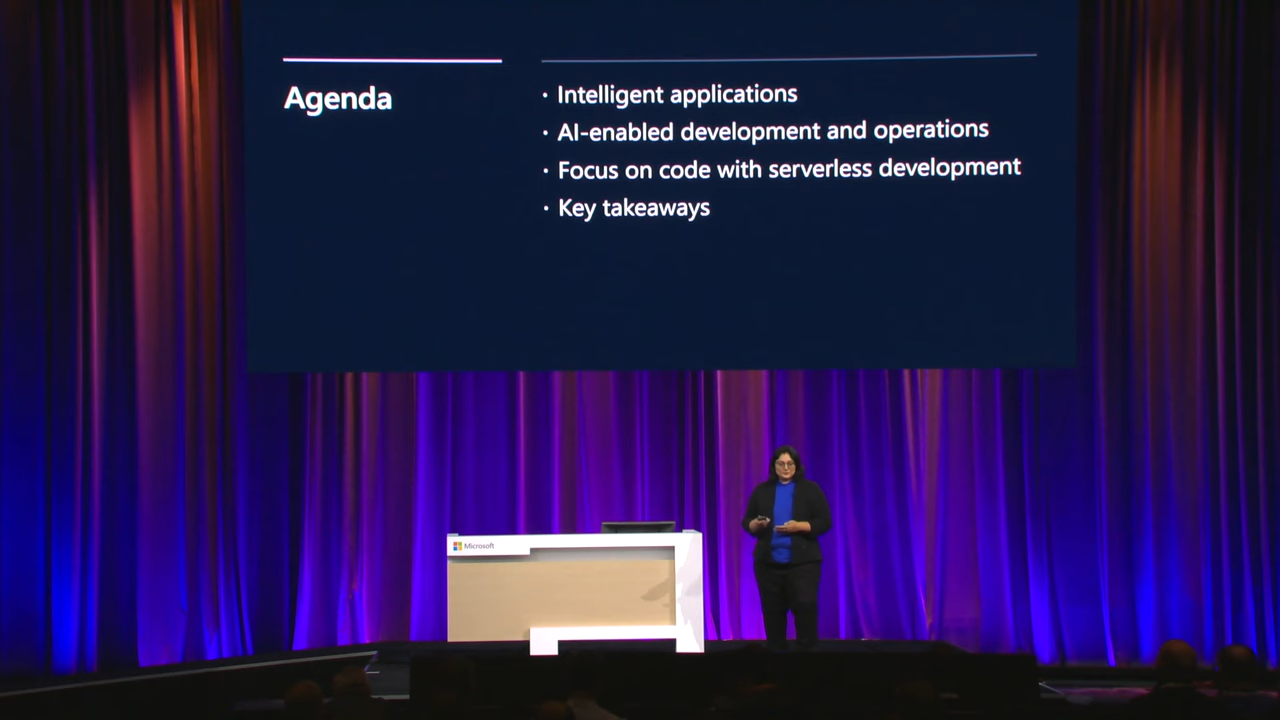 Agenda
· Intelligent applications
· AI-enabled development and operations
· Focus on code with serverless development
· Key takeaways
Microsoft